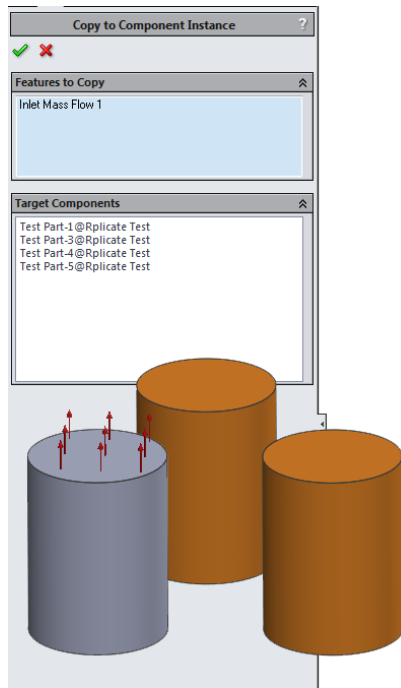 Copy to Component Instance ?
Features to Copy
Inlet Mass Flow 1
Target Components
Test Part-1@Rplicate Test
Test Part-3@Rplicate Test
Test Part-4@Rplicate Test
Test Part-5@Rplicate Test